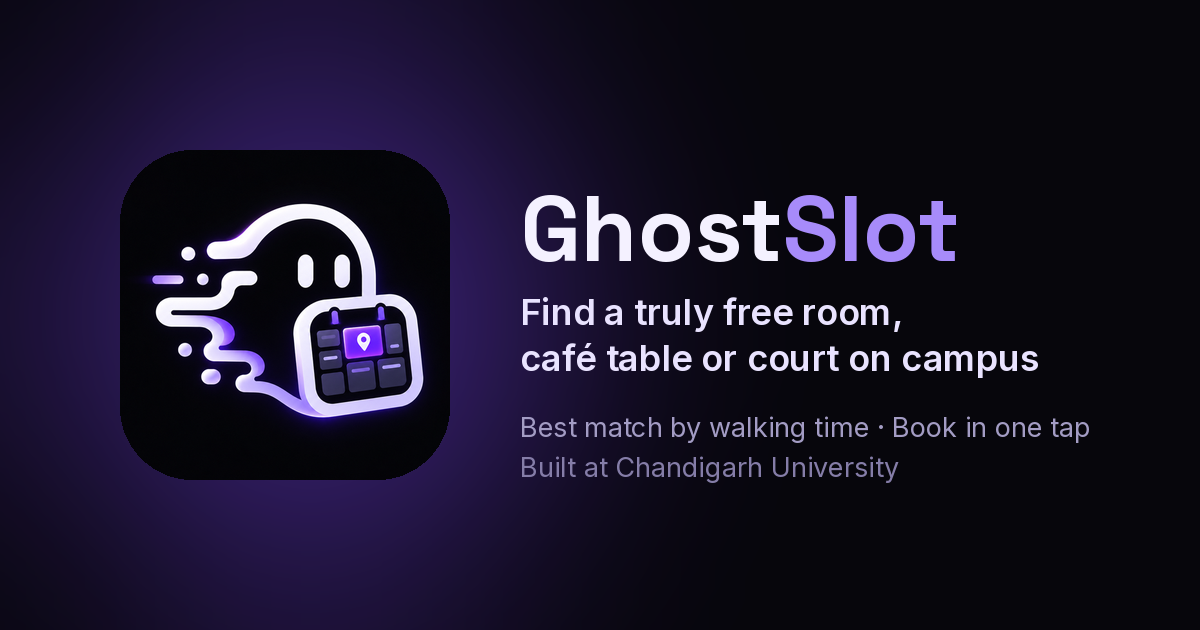 GhostSlot
Find a truly free room,
café table or court on campus
Best match by walking time · Book in one tap
Built at Chandigarh University